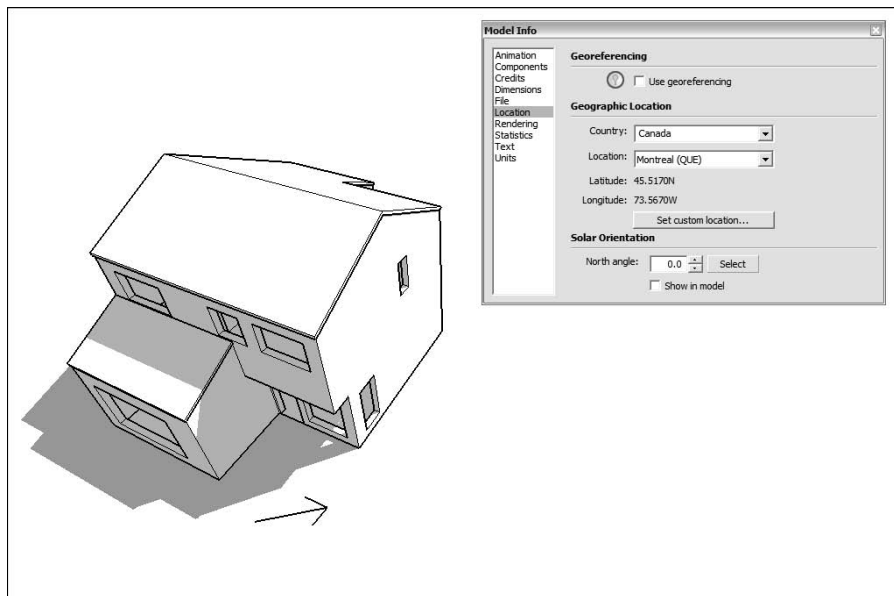 Model Info
Animation
Components
Credits
Dimensions
File
Location
Rendering
Statistics
Text
Units
Georeferencing
Use georeferencing
Geographic Location
Country: Canada
Location: Montreal (QUE)
Latitude: 45.5170N
Longitude: 73.5670W
Set custom location...
Solar Orientation
North angle: 0.0 Select
Show in model